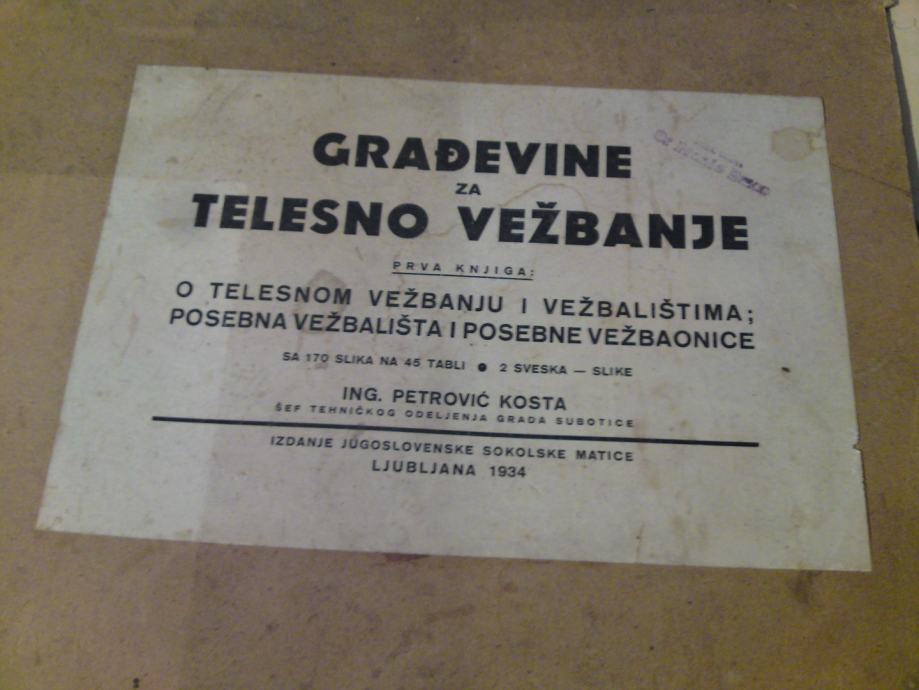 GRAĐEVINE
ZA
TELESNO VEŽBANJE
PRVA KNJIGA:
O TELESNOM VEŽBANJU I VEŽBALIŠTIMA;
POSEBNA VEŽBALIŠTA I POSEBNE VEŽBAONICE
SA 170 SLIKA NA 45 TABLI ● 2 SVESKA — SLIKE
ING. PETROVIĆ KOSTA
ŠEF TEHNIČKOG ODELJENJA GRADA SUBOTICE
IZDANJE JUGOSLOVENSKE SOKOLSKE MATICE
LJUBLJANA 1934